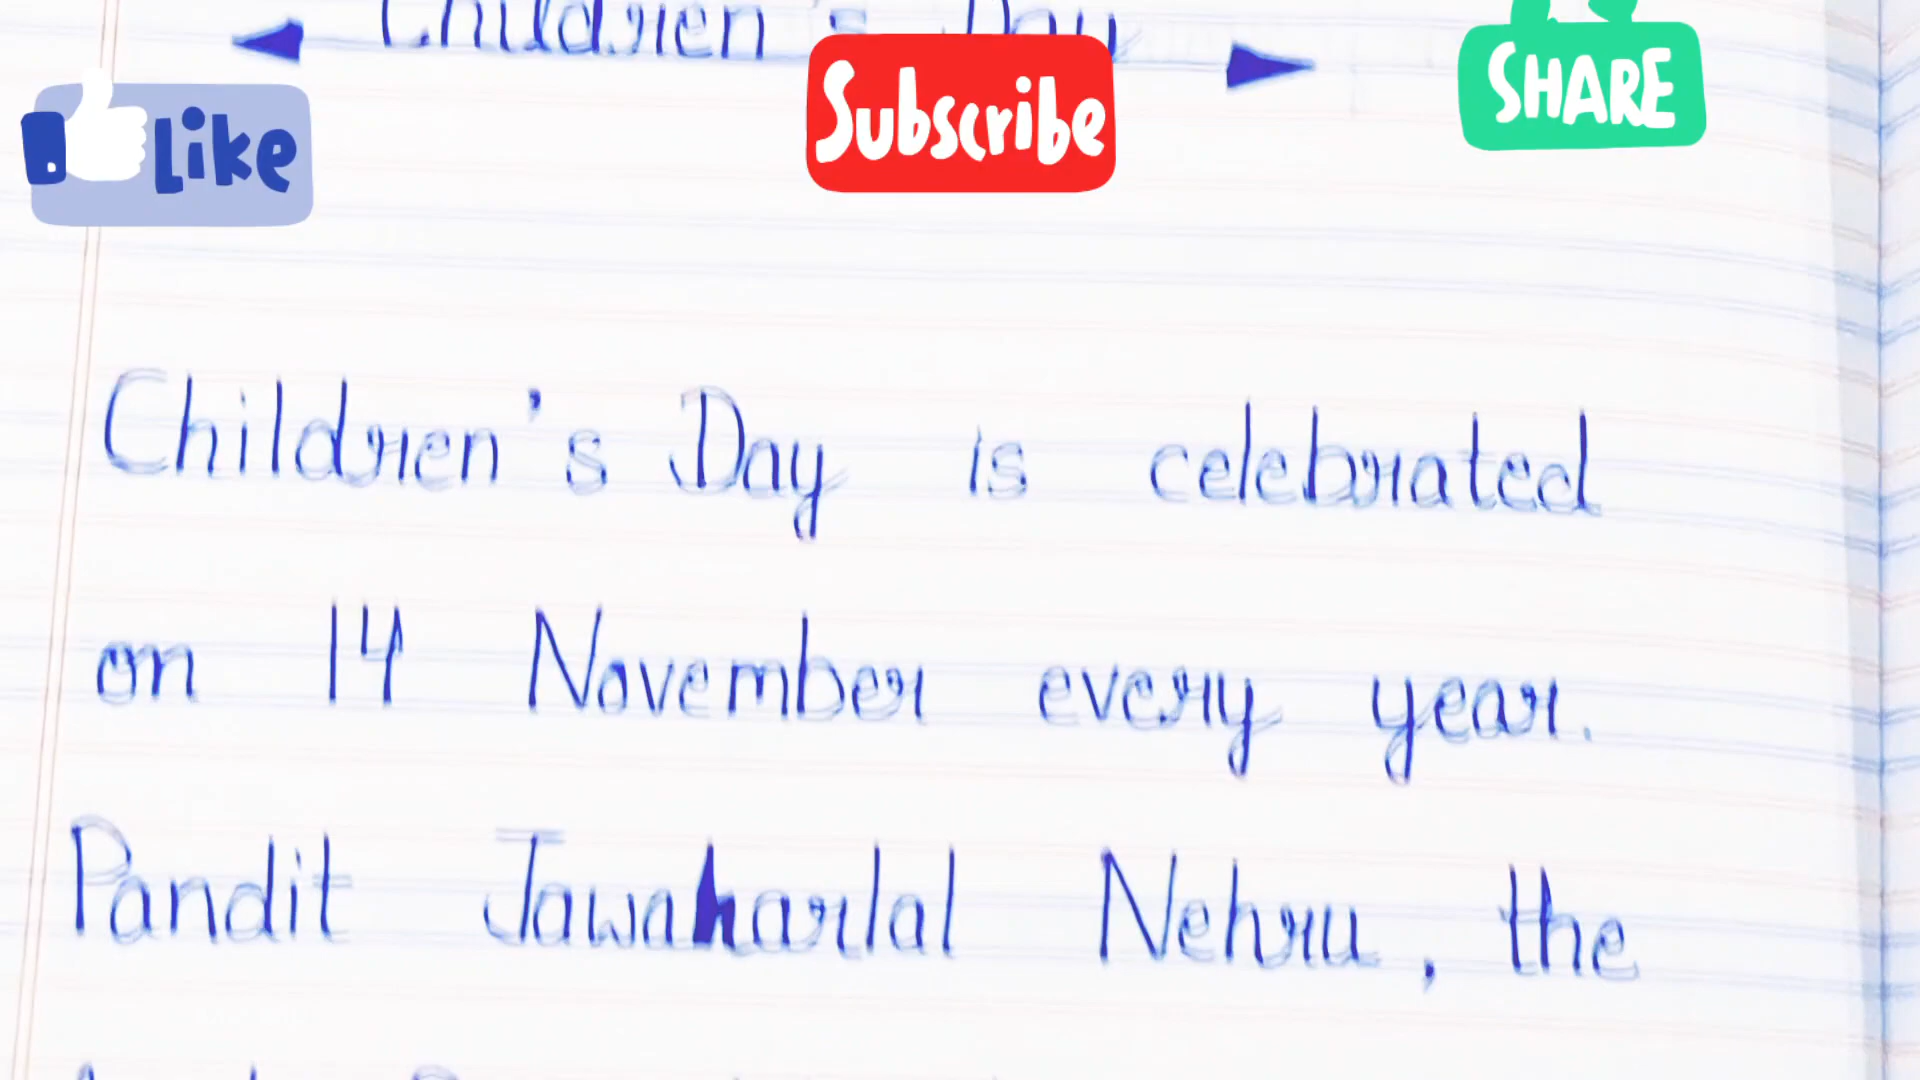 Children's Day
SHARE
Like
Subscribe
Children's Day is celebrated
on 14 November every year.
Pandit Jawaharlal Nehru, the